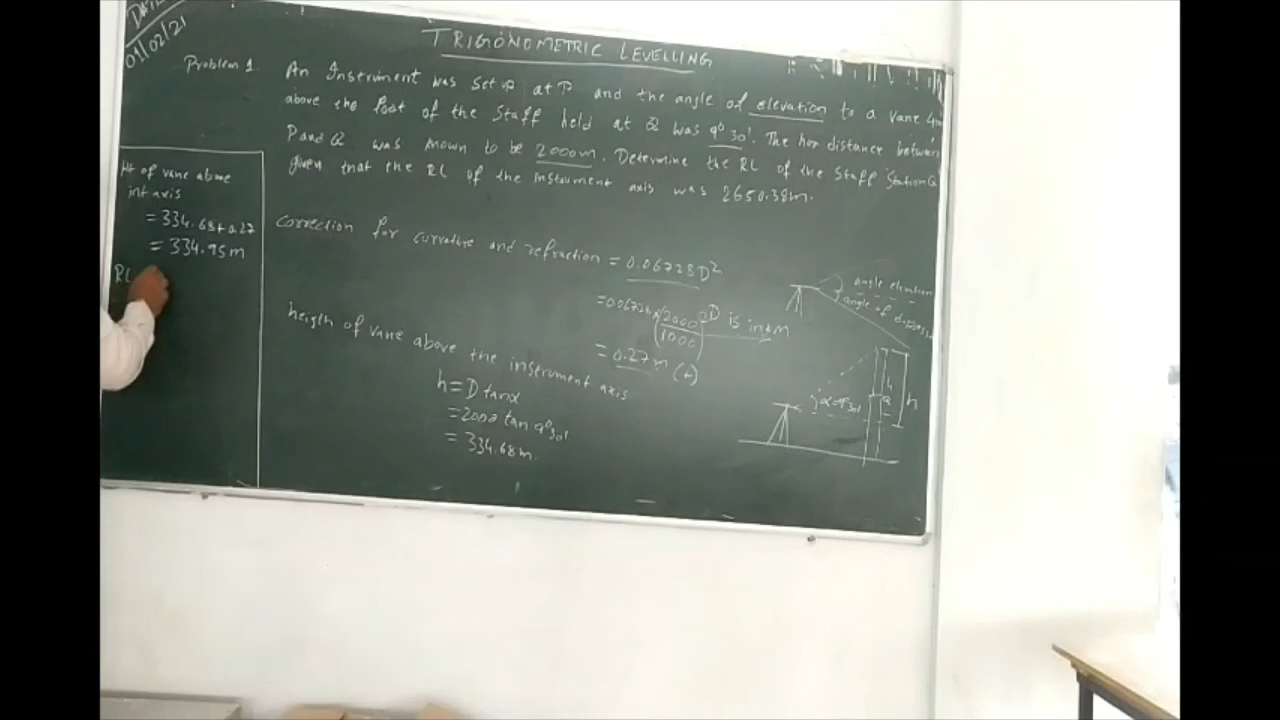 DATE
01/02/21
TRIGONOMETRIC LEVELLING
Problem 1.
An Instrument was set up at P and the angle of elevation to a vane 4m
above the foot of the staff held at Q was 9° 30'. The hor distance between
P and Q was known to be 2000m. Determine the RL of the staff station Q
given that the RL of the instrument axis was 2650.38m.
Ht of vane above
int axis
= 334.68+0.27
= 334.95m
RL
correction for curvature and refraction = 0.06728D²
=0.06728 x (2000/1000)² D is in km
= 0.27m (+)
heigth of vane above the instrument axis
h = D tanα
=2000 tan 9°30'
= 334.68m.
angle elevation
angle of depression
α=9°30'
4
Q
h